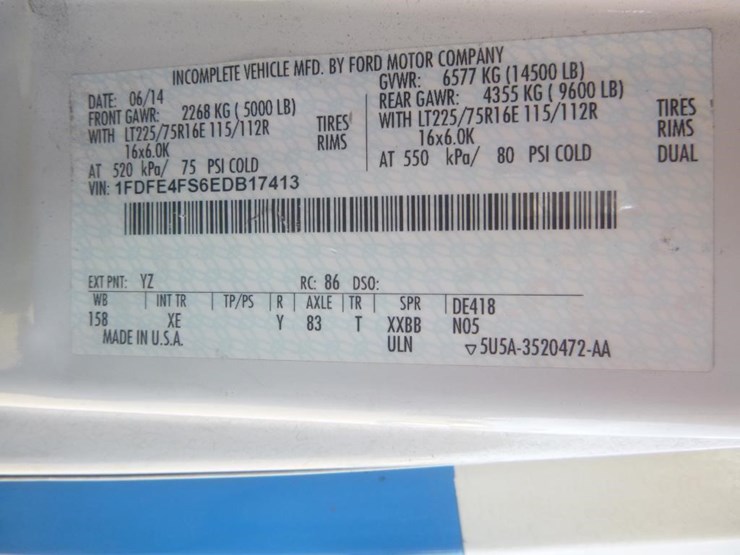 INCOMPLETE VEHICLE MFD. BY FORD MOTOR COMPANY
DATE: 06/14 GVWR: 6577 KG (14500 LB)
FRONT GAWR: 2268 KG ( 5000 LB) REAR GAWR: 4355 KG ( 9600 LB)
WITH LT225/75R16E 115/112R TIRES WITH LT225/75R16E 115/112R TIRES
16x6.0K RIMS 16x6.0K RIMS
AT 520 kPa/ 75 PSI COLD AT 550 kPa/ 80 PSI COLD DUAL
VIN: 1FDFE4FS6EDB17413
EXT PNT: YZ RC: 86 DSO:
WB INT TR TP/PS R AXLE TR SPR DE418
158 XE Y 83 T XXBB N05
MADE IN U.S.A. ULN ▽5U5A-3520472-AA